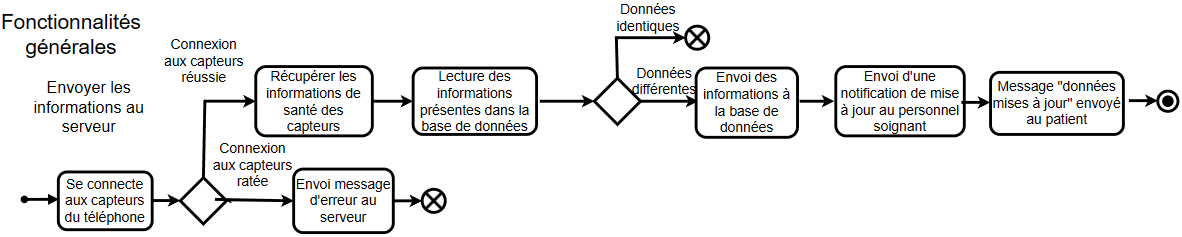 Fonctionnalités
générales
Envoyer les
informations au
serveur
Se connecte
aux capteurs
du téléphone
Connexion
aux capteurs
réussie
Récupérer les
informations de
santé des
capteurs
Lecture des
informations
présentes dans la
base de données
Données
identiques
Données
différentes
Envoi des
informations à
la base de
données
Envoi d'une
notification de mise
à jour au personnel
soignant
Message "données
mises à jour" envoyé
au patient
Connexion
aux capteurs
ratée
Envoi message
d'erreur au
serveur